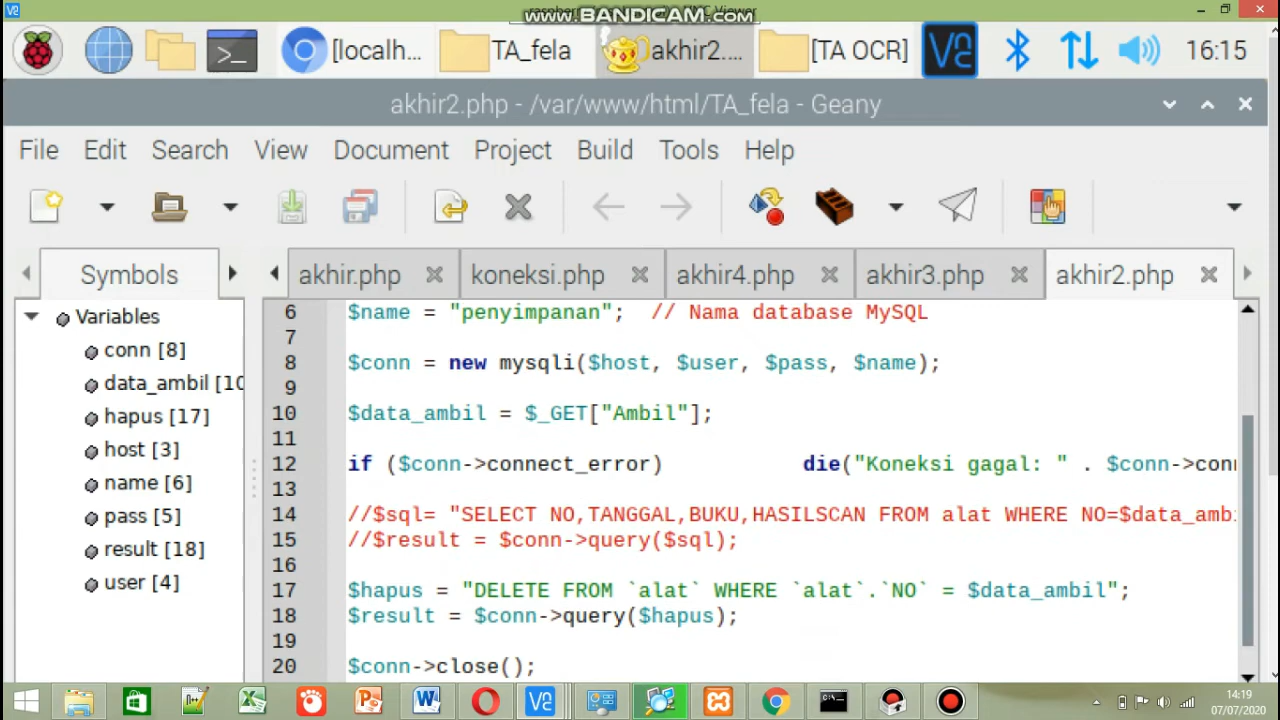 www.BANDICAM.com
[localh...
TA_fela
akhir2....
[TA OCR]
16:15
akhir2.php - /var/www/html/TA_fela - Geany
File Edit Search View Document Project Build Tools Help
Symbols
akhir.php
koneksi.php
akhir4.php
akhir3.php
akhir2.php
Variables
conn [8]
data_ambil [10
hapus [17]
host [3]
name [6]
pass [5]
result [18]
user [4]
6 $name = "penyimpanan"; // Nama database MySQL
7
8 $conn = new mysqli($host, $user, $pass, $name);
9
10 $data_ambil = $_GET["Ambil"];
11
12 if ($conn->connect_error) die("Koneksi gagal: " . $conn->conn
13
14 //$sql= "SELECT NO,TANGGAL,BUKU,HASILSCAN FROM alat WHERE NO=$data_ambi
15 //$result = $conn->query($sql);
16
17 $hapus = "DELETE FROM `alat` WHERE `alat`.`NO` = $data_ambil";
18 $result = $conn->query($hapus);
19
20 $conn->close();
14:19
07/07/2020